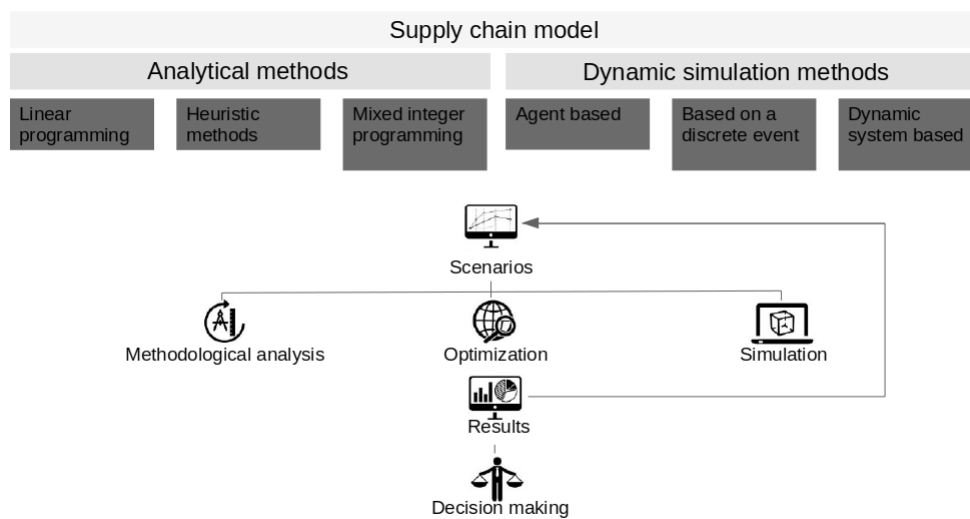 Supply chain model
Analytical methods
Dynamic simulation methods
Linear
programming
Heuristic
methods
Mixed integer
programming
Agent based
Based on a
discrete event
Dynamic
system based
Scenarios
Methodological analysis
Optimization
Simulation
Results
Decision making